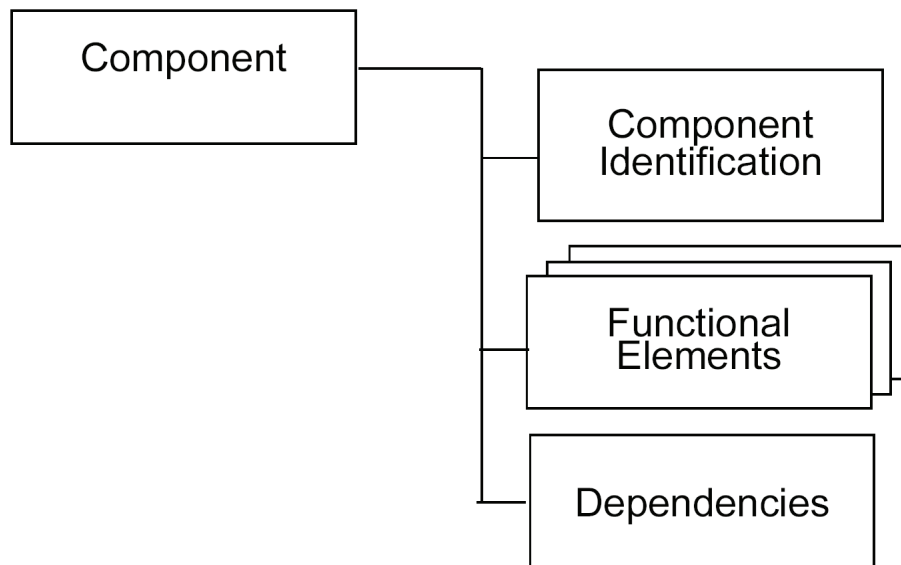 Component
Component
Identification
Functional
Elements
Dependencies